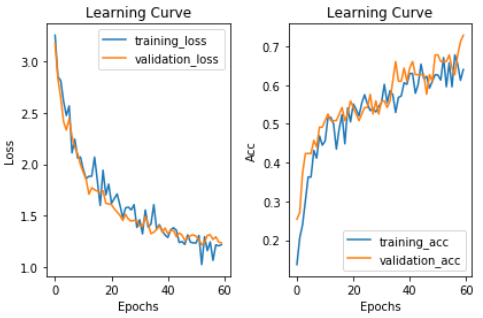 Learning Curve
Loss
3.0
2.5
2.0
1.5
1.0
training_loss
validation_loss
0
20
40
60
Epochs
Learning Curve
Acc
0.7
0.6
0.5
0.4
0.3
0.2
training_acc
validation_acc
0
20
40
60
Epochs